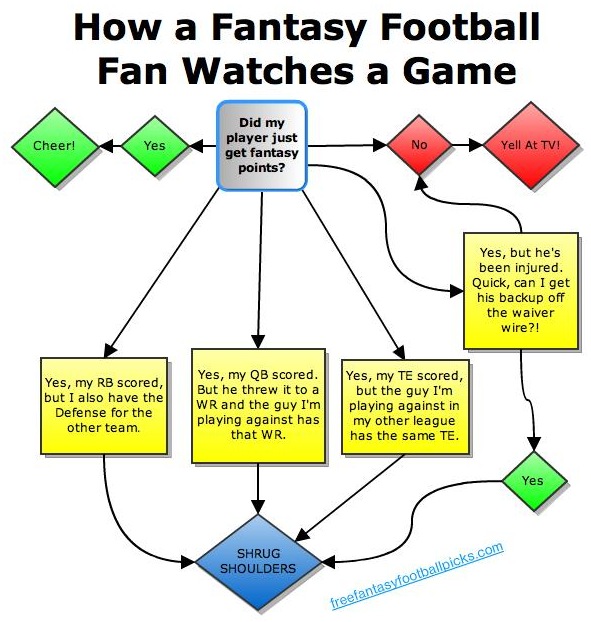 How a Fantasy Football
Fan Watches a Game
Did my
player just
get fantasy
points?
Cheer!
Yes
No
Yell At TV!
Yes, but he's
been injured.
Quick, can I get
his backup off
the waiver
wire?!
Yes, my RB scored,
but I also have the
Defense for the
other team.
Yes, my QB scored.
But he threw it to a
WR and the guy I'm
playing against has
that WR.
Yes, my TE scored,
but the guy I'm
playing against in
my other league
has the same TE.
Yes
SHRUG
SHOULDERS
freefantasyfootballpicks.com